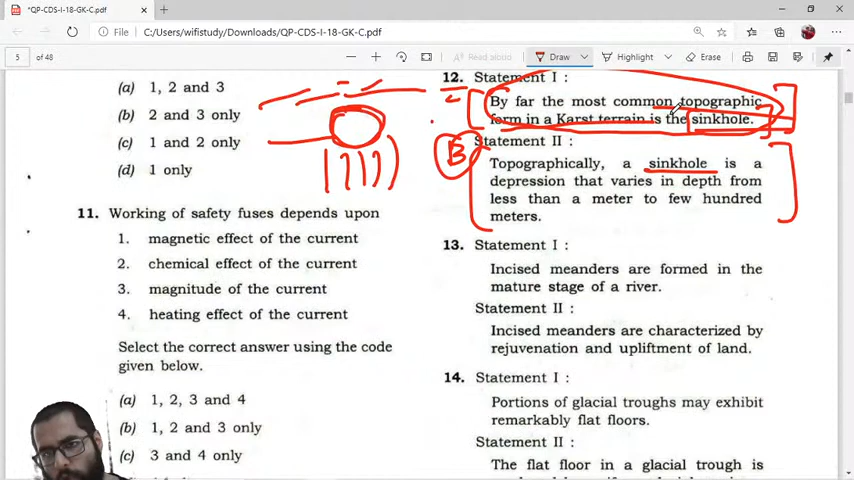 *QP-CDS-I-18-GK-C.pdf
File
C:/Users/wifistudy/Downloads/QP-CDS-I-18-GK-C.pdf
5
of 48
Read aloud
Draw
Highlight
Erase
(a) 1, 2 and 3
(b) 2 and 3 only
(c) 1 and 2 only
(d) 1 only
11. Working of safety fuses depends upon
1. magnetic effect of the current
2. chemical effect of the current
3. magnitude of the current
4. heating effect of the current
Select the correct answer using the code
given below.
(a) 1, 2, 3 and 4
(b) 1, 2 and 3 only
(c) 3 and 4 only
12. Statement I :
By far the most common topographic
form in a Karst terrain is the sinkhole.
B
Statement II :
Topographically, a sinkhole is a
depression that varies in depth from
less than a meter to few hundred
meters.
13. Statement I :
Incised meanders are formed in the
mature stage of a river.
Statement II :
Incised meanders are characterized by
rejuvenation and upliftment of land.
14. Statement I :
Portions of glacial troughs may exhibit
remarkably flat floors.
Statement II :
The flat floor in a glacial trough is